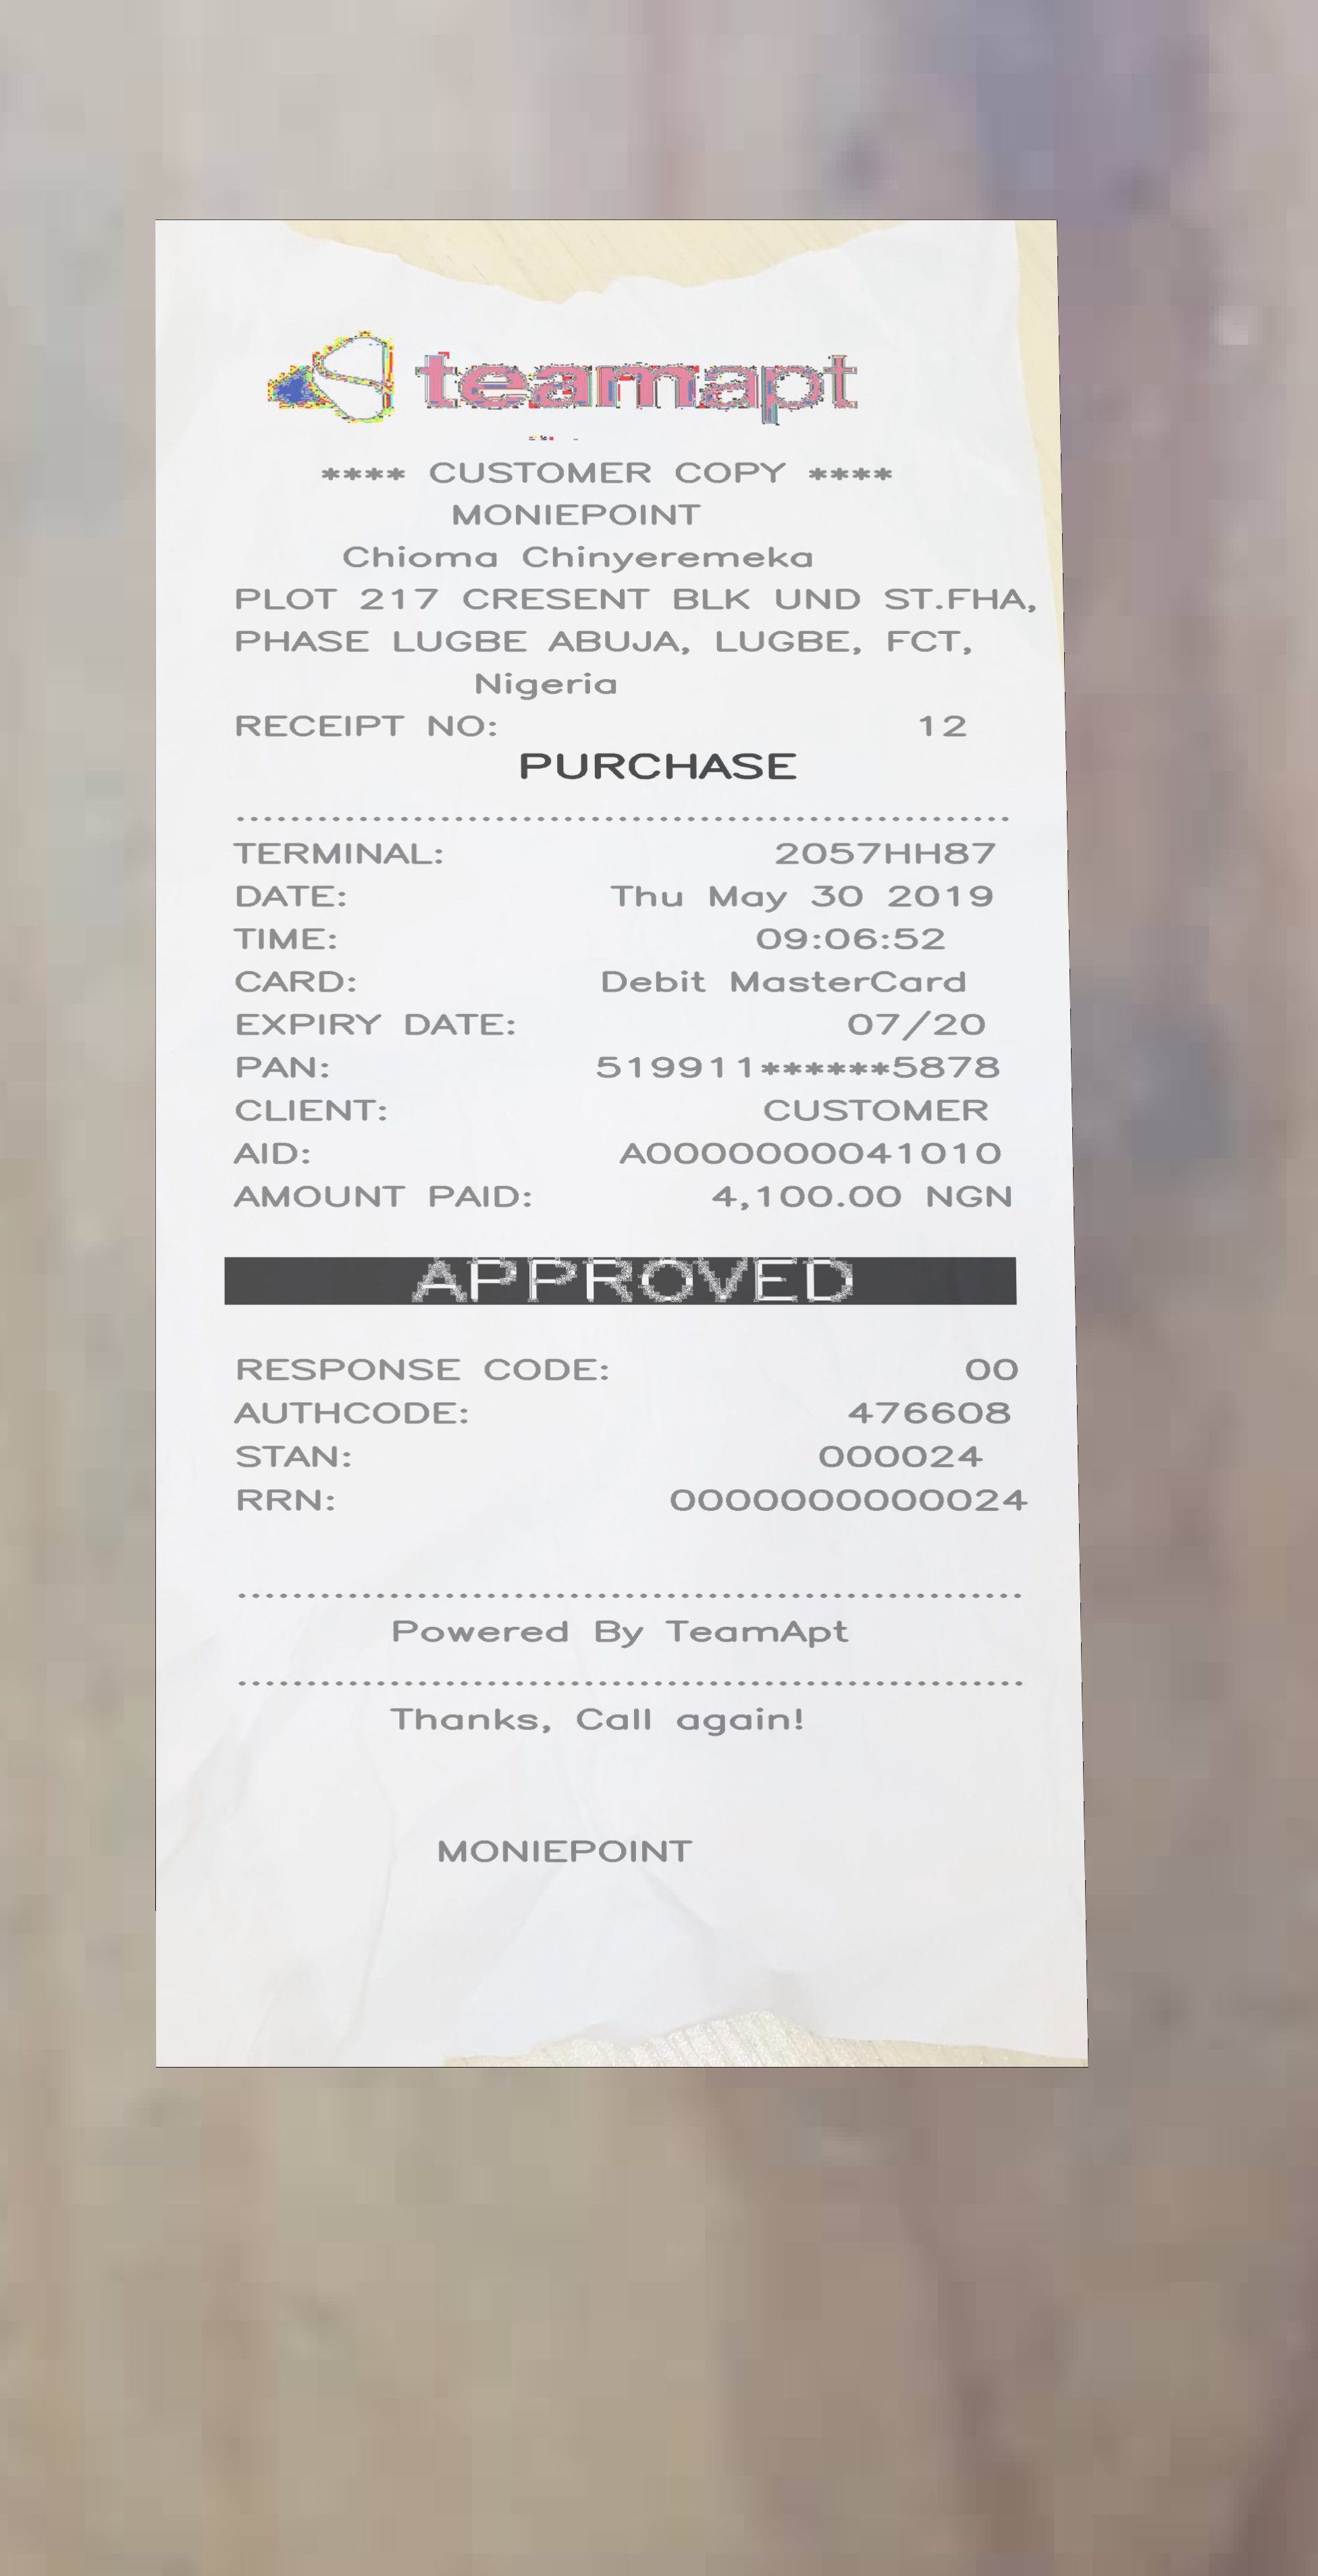 teamapt
**** CUSTOMER COPY ****
MONIEPOINT
Chioma Chinyeremeka
PLOT 217 CRESENT BLK UND ST.FHA,
PHASE LUGBE ABUJA, LUGBE, FCT,
Nigeria
RECEIPT NO: 12
PURCHASE
TERMINAL: 2057HH87
DATE: Thu May 30 2019
TIME: 09:06:52
CARD: Debit MasterCard
EXPIRY DATE: 07/20
PAN: 519911******5878
CLIENT: CUSTOMER
AID: A0000000041010
AMOUNT PAID: 4,100.00 NGN
APPROVED
RESPONSE CODE: 00
AUTHCODE: 476608
STAN: 000024
RRN: 0000000000024
Powered By TeamApt
Thanks, Call again!
MONIEPOINT